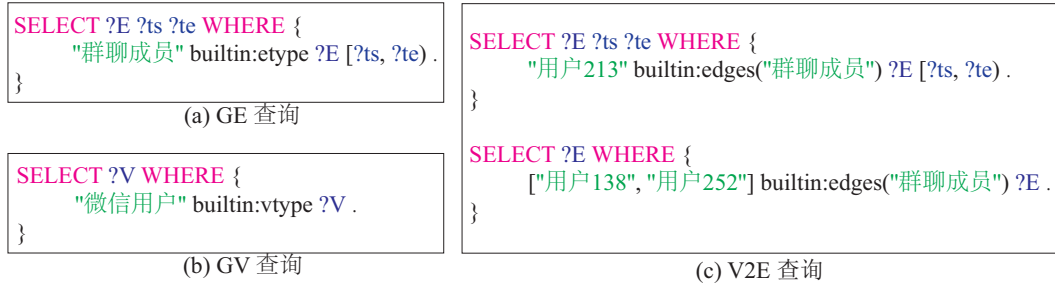 SELECT ?E ?ts ?te WHERE {
"群聊成员" builtin:etype ?E [?ts, ?te) .
}
(a) GE 查询
SELECT ?V WHERE {
"微信用户" builtin:vtype ?V .
}
(b) GV 查询
SELECT ?E ?ts ?te WHERE {
"用户213" builtin:edges("群聊成员") ?E [?ts, ?te) .
}
SELECT ?E WHERE {
["用户138", "用户252"] builtin:edges("群聊成员") ?E .
}
(c) V2E 查询